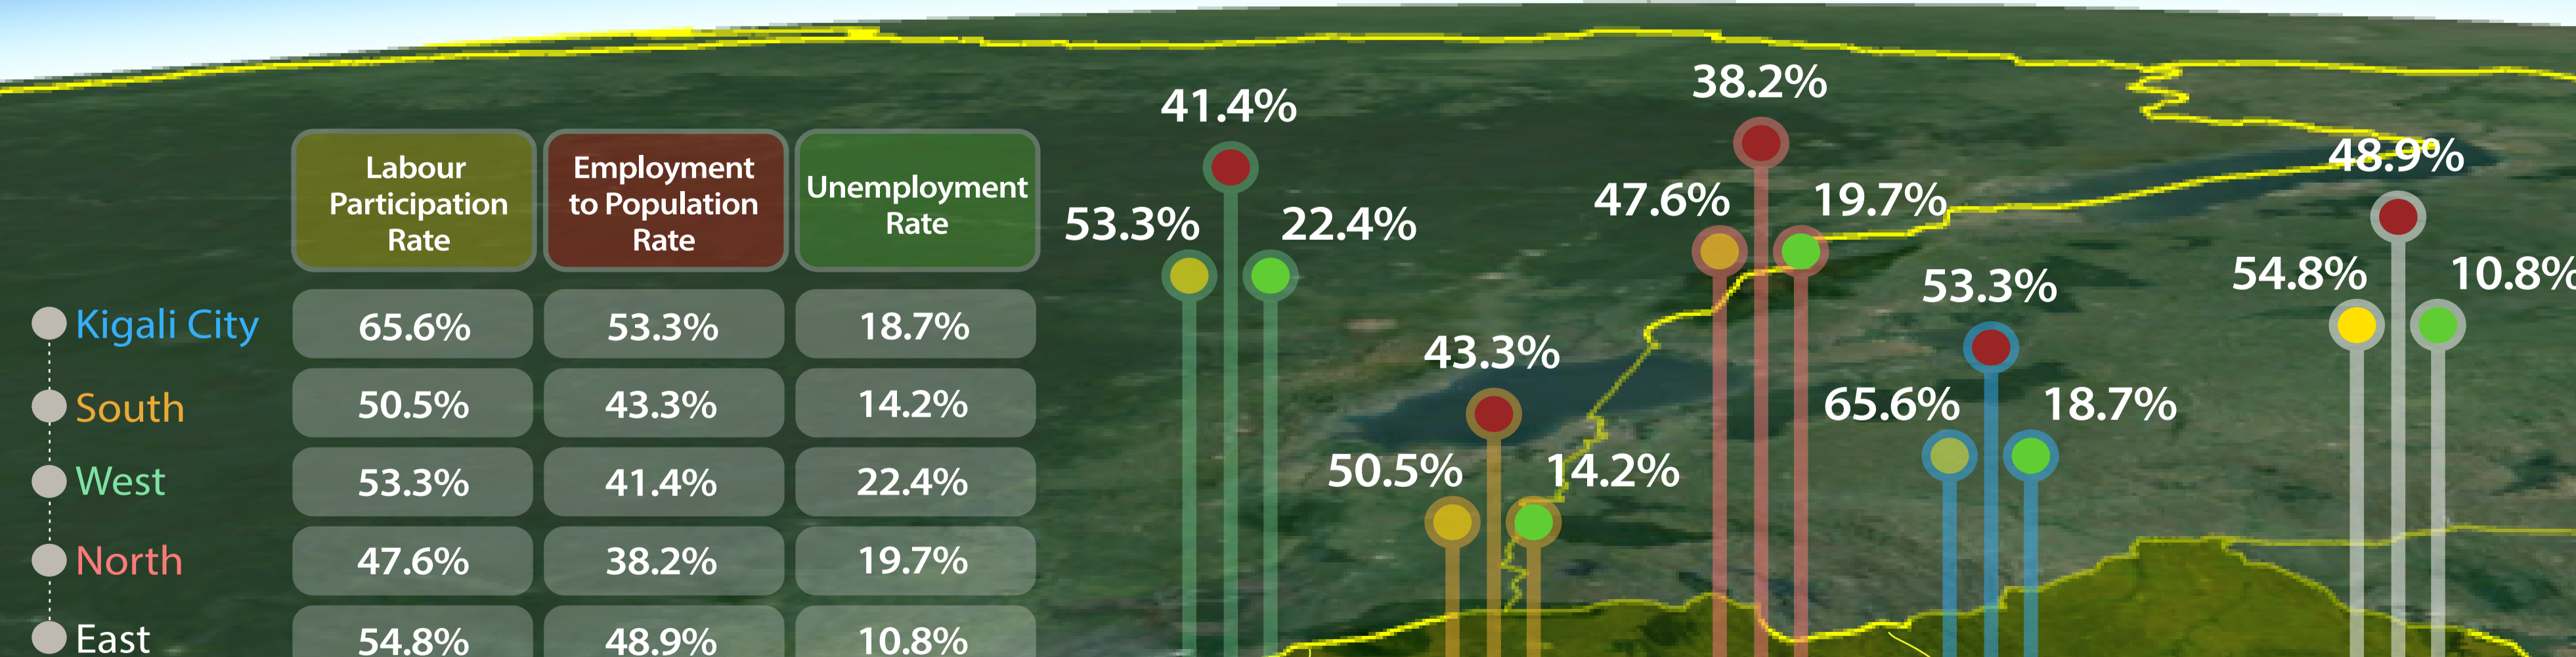 Labour
Participation
Rate
Employment
to Population
Rate
Unemployment
Rate
Kigali City 65.6% 53.3% 18.7%
South 50.5% 43.3% 14.2%
West 53.3% 41.4% 22.4%
North 47.6% 38.2% 19.7%
East 54.8% 48.9% 10.8%
41.4%
53.3% 22.4%
43.3%
50.5% 14.2%
38.2%
47.6% 19.7%
53.3%
65.6% 18.7%
48.9%
54.8% 10.8%